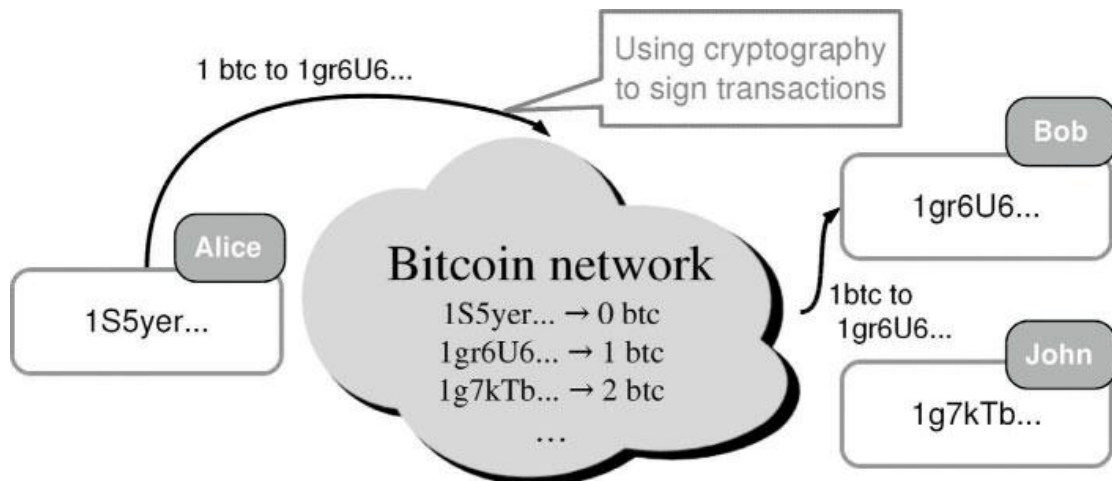 1 btc to 1gr6U6...
Using cryptography
to sign transactions
Alice
1S5yer...
Bitcoin network
1S5yer... → 0 btc
1gr6U6... → 1 btc
1g7kTb... → 2 btc
...
Bob
1gr6U6...
1btc to
1gr6U6...
John
1g7kTb...